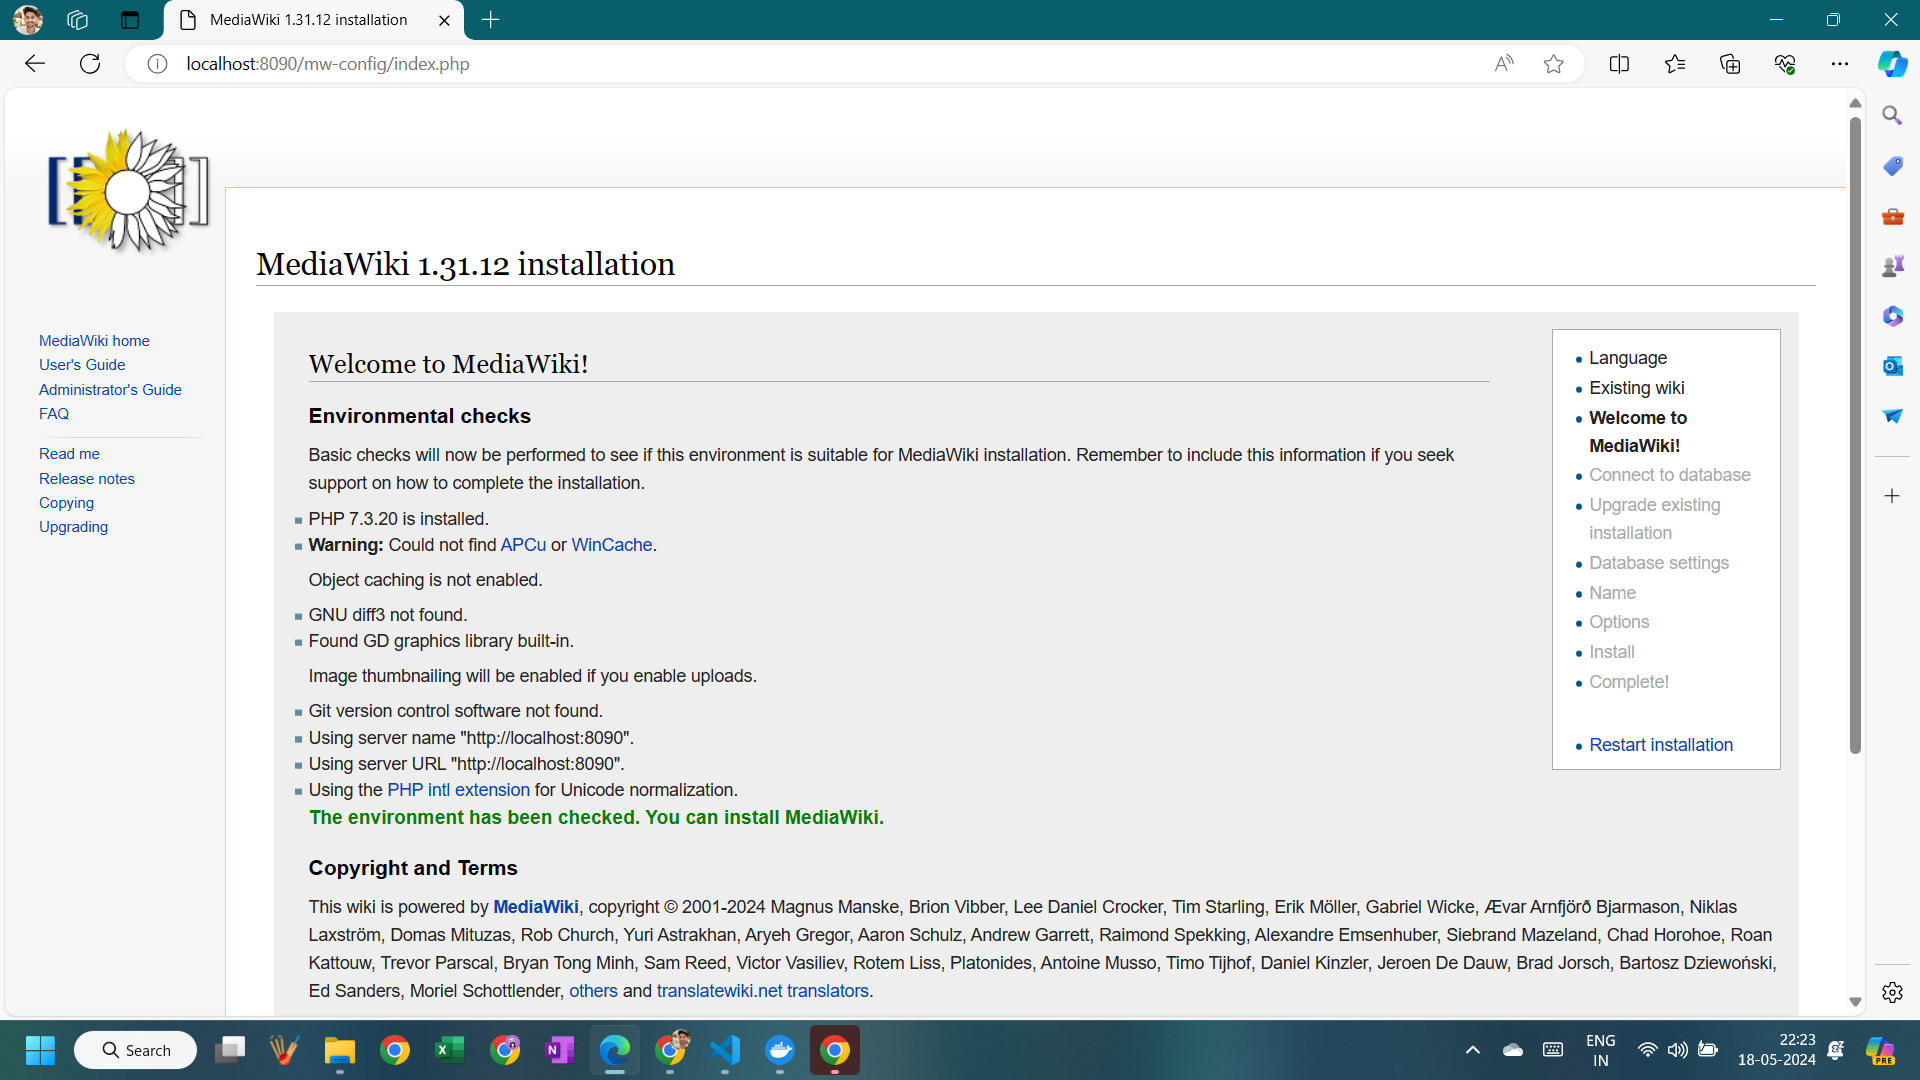 MediaWiki 1.31.12 installation
localhost:8090/mw-config/index.php
MediaWiki home
User's Guide
Administrator's Guide
FAQ
Read me
Release notes
Copying
Upgrading
MediaWiki 1.31.12 installation
Welcome to MediaWiki!
Environmental checks
Basic checks will now be performed to see if this environment is suitable for MediaWiki installation. Remember to include this information if you seek
support on how to complete the installation.
PHP 7.3.20 is installed.
Warning: Could not find APCu or WinCache.
Object caching is not enabled.
GNU diff3 not found.
Found GD graphics library built-in.
Image thumbnailing will be enabled if you enable uploads.
Git version control software not found.
Using server name "http://localhost:8090".
Using server URL "http://localhost:8090".
Using the PHP intl extension for Unicode normalization.
The environment has been checked. You can install MediaWiki.
Copyright and Terms
This wiki is powered by MediaWiki, copyright © 2001-2024 Magnus Manske, Brion Vibber, Lee Daniel Crocker, Tim Starling, Erik Möller, Gabriel Wicke, Ævar Arnfjörð Bjarmason, Niklas
Laxström, Domas Mituzas, Rob Church, Yuri Astrakhan, Aryeh Gregor, Aaron Schulz, Andrew Garrett, Raimond Spekking, Alexandre Emsenhuber, Siebrand Mazeland, Chad Horohoe, Roan
Kattouw, Trevor Parscal, Bryan Tong Minh, Sam Reed, Victor Vasiliev, Rotem Liss, Platonides, Antoine Musso, Timo Tijhof, Daniel Kinzler, Jeroen De Dauw, Brad Jorsch, Bartosz Dziewoński,
Ed Sanders, Moriel Schottlender, others and translatewiki.net translators.
Language
Existing wiki
Welcome to
MediaWiki!
Connect to database
Upgrade existing
installation
Database settings
Name
Options
Install
Complete!
Restart installation
Search
ENG
IN
22:23
18-05-2024
PRE